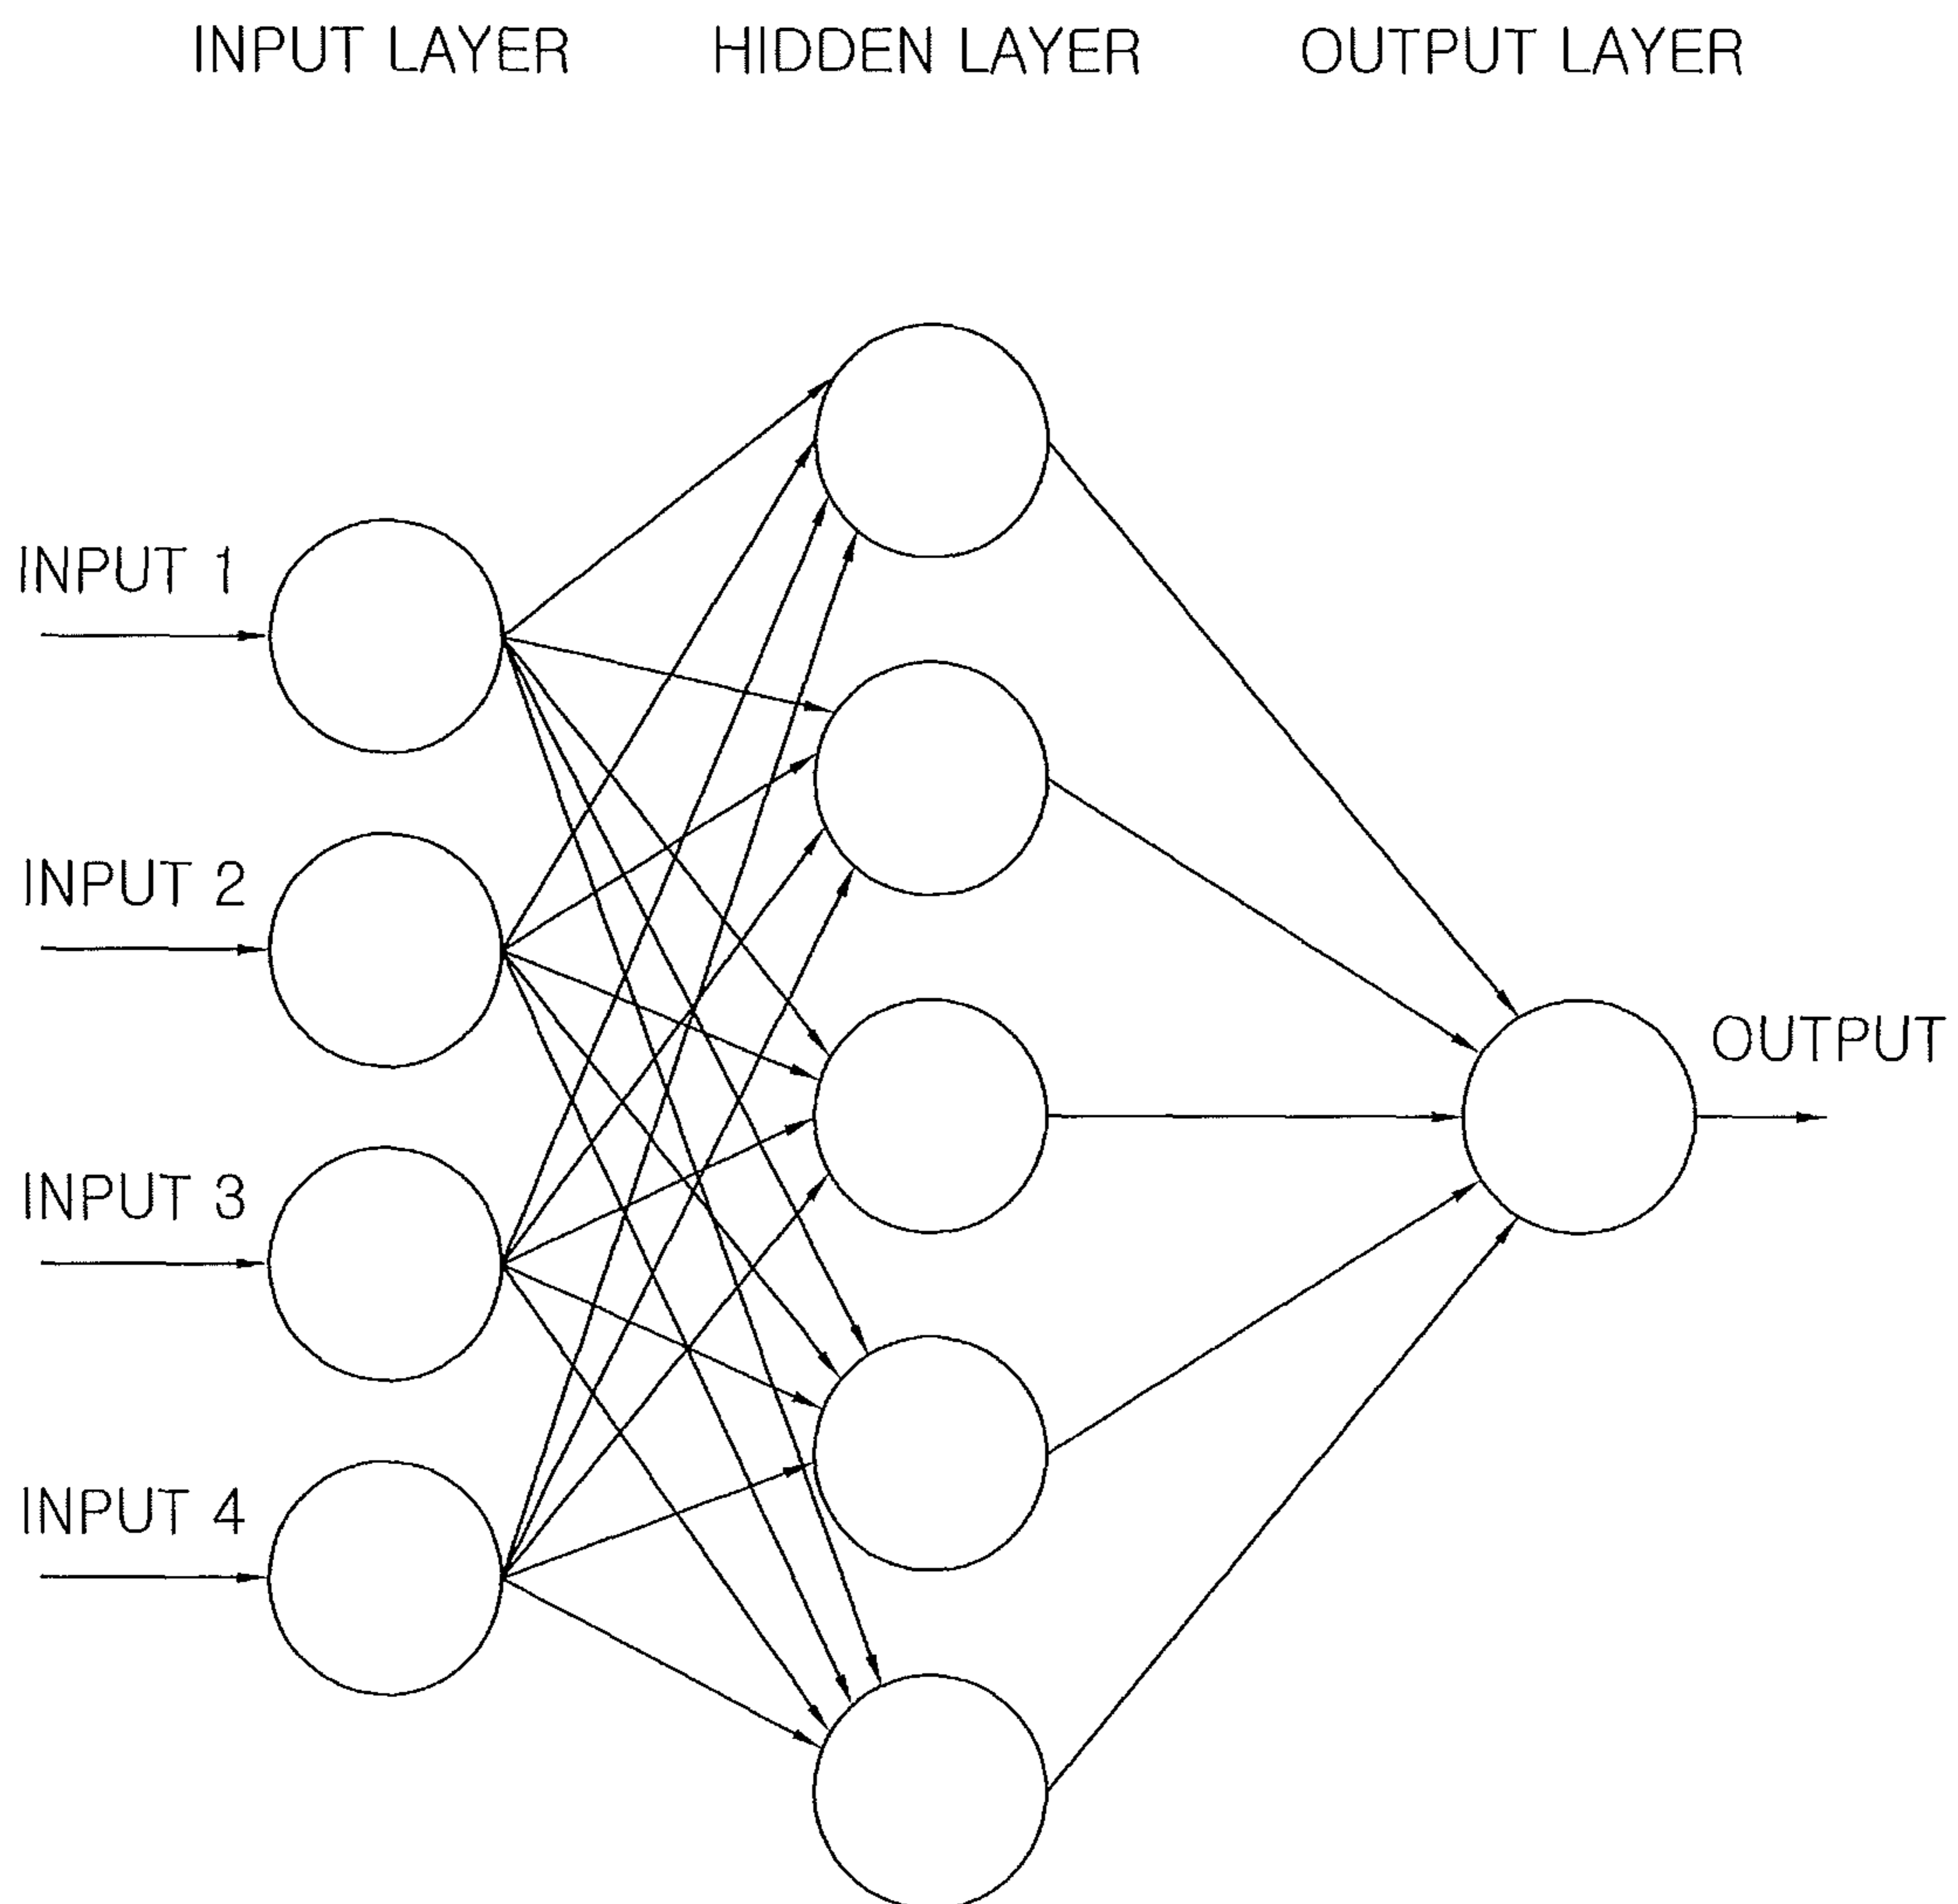 INPUT LAYER HIDDEN LAYER OUTPUT LAYER
INPUT 1
INPUT 2
OUTPUT
INPUT 3
INPUT 4